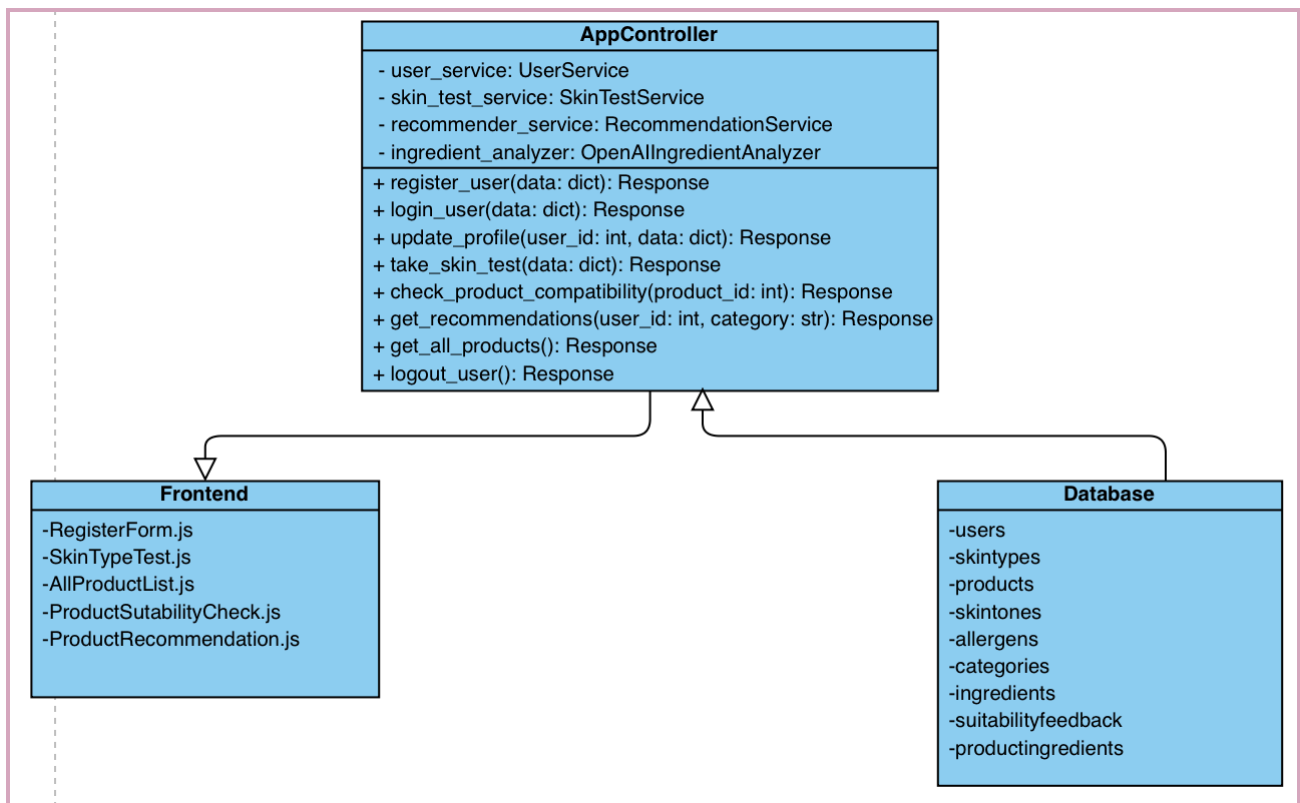 AppController
- user_service: UserService
- skin_test_service: SkinTestService
- recommender_service: RecommendationService
- ingredient_analyzer: OpenAIIngredientAnalyzer
+ register_user(data: dict): Response
+ login_user(data: dict): Response
+ update_profile(user_id: int, data: dict): Response
+ take_skin_test(data: dict): Response
+ check_product_compatibility(product_id: int): Response
+ get_recommendations(user_id: int, category: str): Response
+ get_all_products(): Response
+ logout_user(): Response
Frontend
-RegisterForm.js
-SkinTypeTest.js
-AllProductList.js
-ProductSutabilityCheck.js
-ProductRecommendation.js
Database
-users
-skintypes
-products
-skintones
-allergens
-categories
-ingredients
-suitabilityfeedback
-productingredients